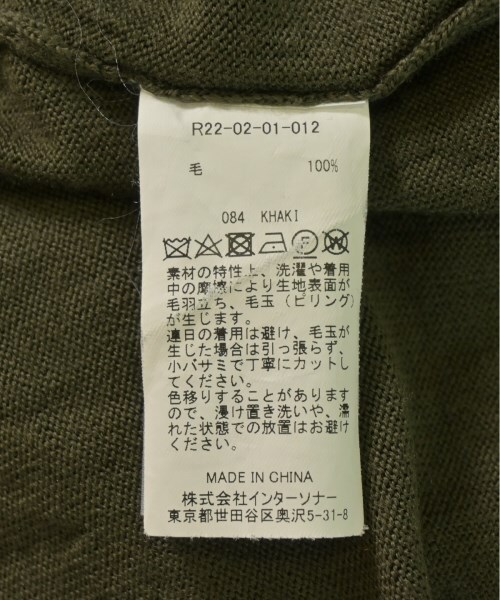 R22-02-01-012
毛 100%
084 KHAKI
素材の特性上、洗濯や着用
中の摩擦により生地表面が
毛羽立ち、毛玉(ピリング)
が生じます。
連日の着用は避け、毛玉が
生じた場合は引っ張らず、
小バサミで丁寧にカットし
てください。
色移りすることがあります
ので、浸け置き洗いや、濡
れた状態での放置はお避け
ください。
MADE IN CHINA
株式会社インターソナー
東京都世田谷区奥沢5-31-8